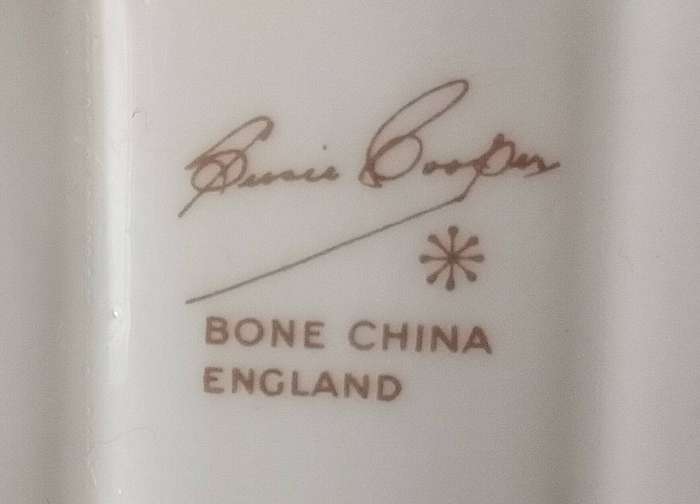 Susie Cooper
BONE CHINA
ENGLAND